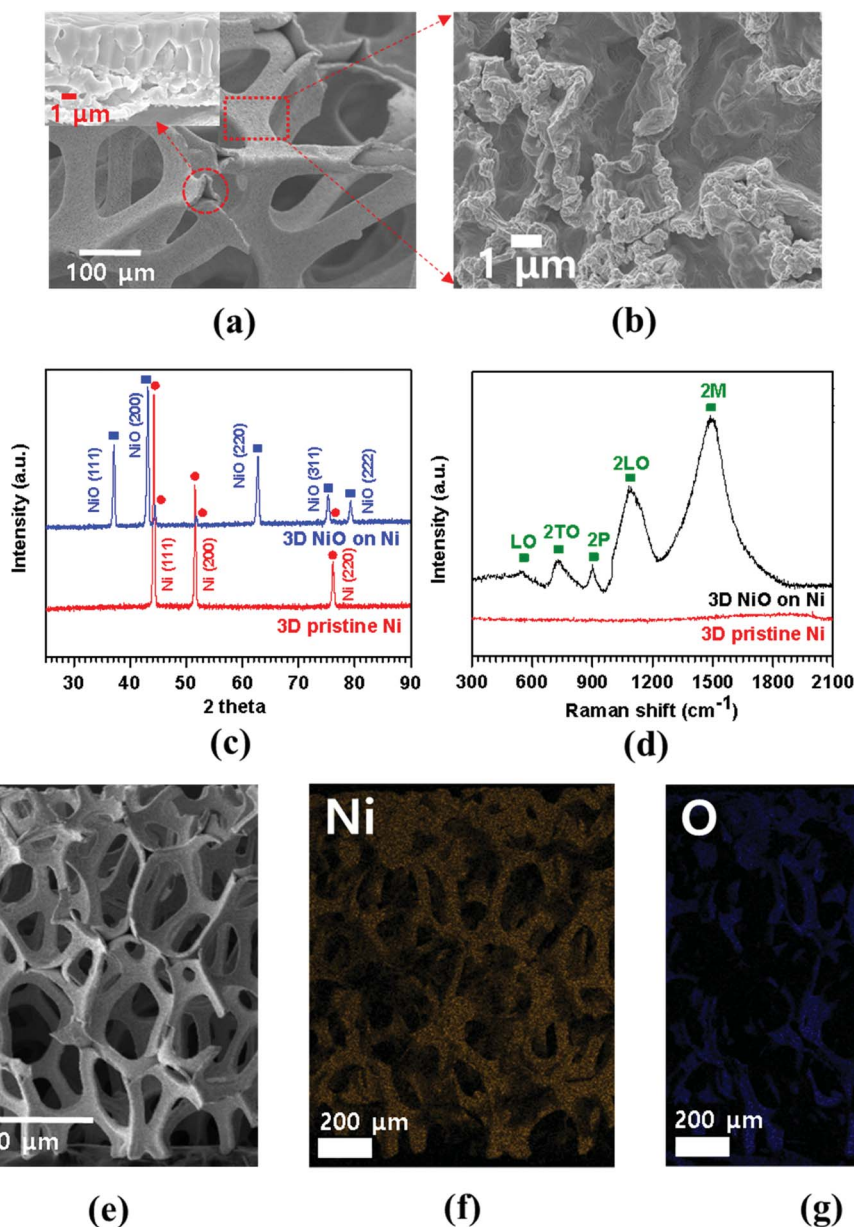 1 μm
100 μm
(a)
1 μm
(b)
Intensity (a.u.)
NiO (111)
NiO (200)
NiO (220)
NiO (311)
NiO (222)
3D NiO on Ni
Ni (111)
Ni (200)
Ni (220)
3D pristine Ni
30 40 50 60 70 80 90
2 theta
(c)
Intensity (a.u.)
LO
2TO
2P
2LO
2M
3D NiO on Ni
3D pristine Ni
300 600 900 1200 1500 1800 2100
Raman shift (cm⁻¹)
(d)
0 μm
(e)
Ni
200 μm
(f)
O
200 μm
(g)